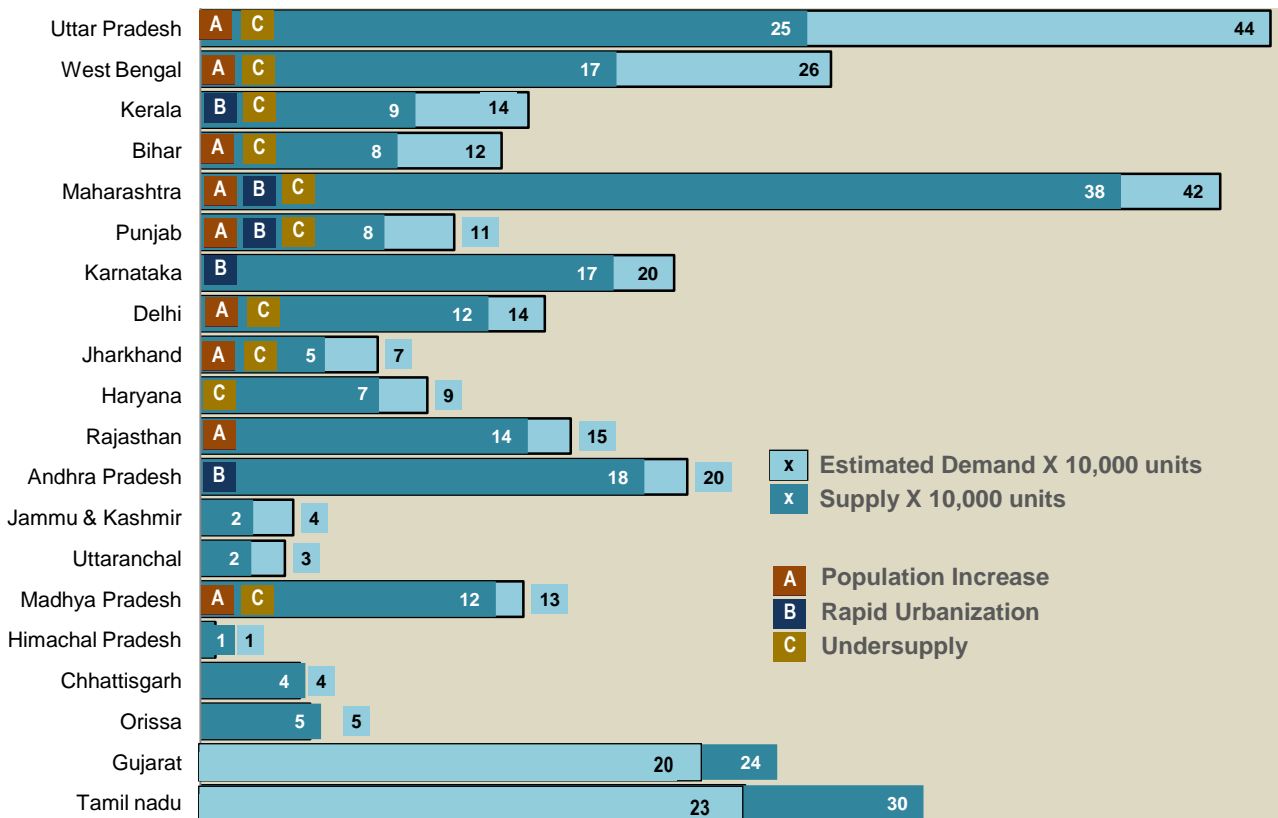 Uttar Pradesh A C 25 44
West Bengal A C 17 26
Kerala B C 9 14
Bihar A C 8 12
Maharashtra A B C 38 42
Punjab A B C 8 11
Karnataka B 17 20
Delhi A C 12 14
Jharkhand A C 5 7
Haryana C 7 9
Rajasthan A 14 15
Andhra Pradesh B 18 20
Jammu & Kashmir 2 4
Uttaranchal 2 3
Madhya Pradesh A C 12 13
Himachal Pradesh 1 1
Chhattisgarh 4 4
Orissa 5 5
Gujarat 20 24
Tamil nadu 23 30
x Estimated Demand X 10,000 units
x Supply X 10,000 units
A Population Increase
B Rapid Urbanization
C Undersupply